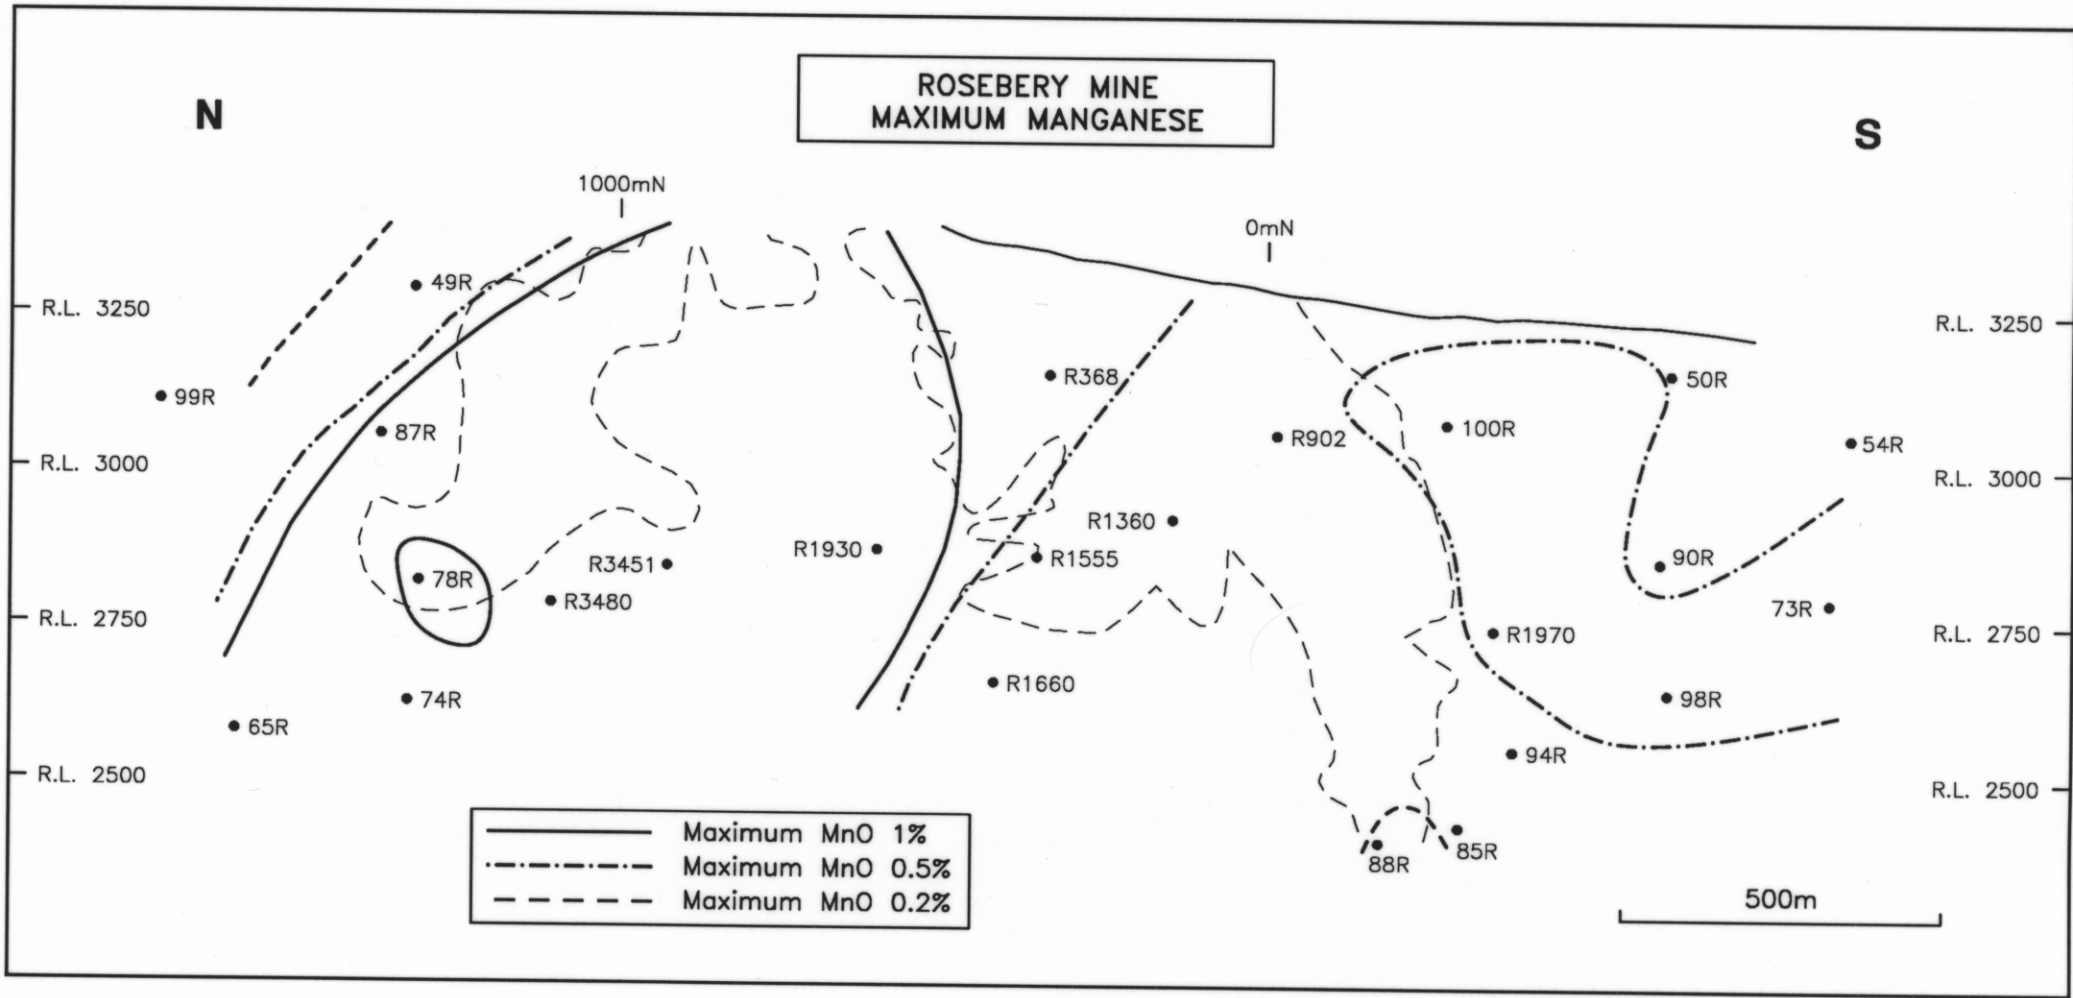 ROSEBERY MINE
MAXIMUM MANGANESE
N
S
1000mN
0mN
49R
R.L. 3250
R.L. 3250
R368
50R
99R
87R
R902
100R
54R
R.L. 3000
R.L. 3000
R1360
R1930
R1555
R3451
90R
78R
R3480
73R
R.L. 2750
R1970
R.L. 2750
R1660
74R
98R
65R
94R
R.L. 2500
R.L. 2500
88R
85R
Maximum MnO 1%
Maximum MnO 0.5%
Maximum MnO 0.2%
500m